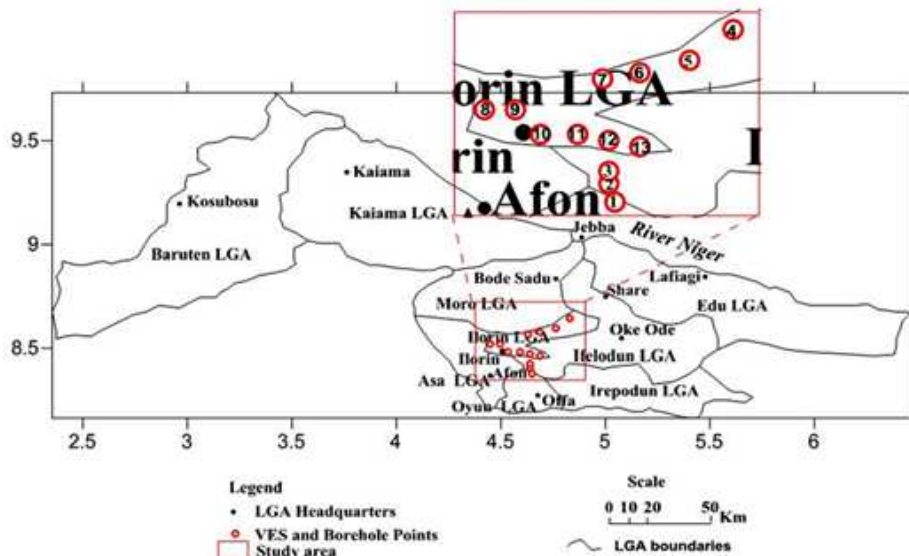 4
5
6
7
orin LGA
8
9
10
11
12
13
rin
I
3
2
1
Afon
9.5
9
8.5
Kaiama
Kosubosu
Kaiama LGA
Baruten LGA
Jebba
River Niger
Bode Sadu
Lafiagi
Share
Edu LGA
Moro LGA
Oke Ode
Ilorin LGA
Ilorin
Ifelodun LGA
Afon
Asa LGA
Irepodun LGA
Oyun LGA
Offa
2.5 3 3.5 4 4.5 5 5.5 6
Legend
LGA Headquarters
VES and Borehole Points
Study area
Scale
0 10 20 50
Km
LGA boundaries